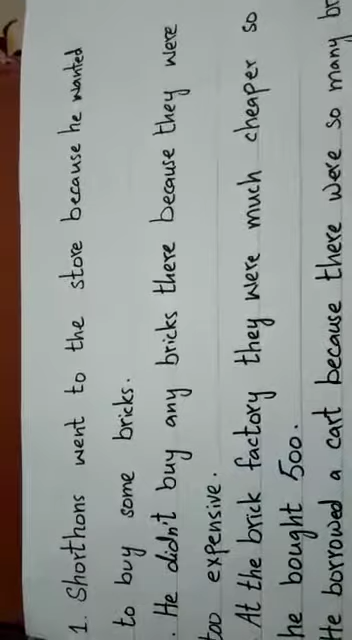 1. Shorthons went to the store because he wanted
to buy some bricks.
. He didn't buy any bricks there because they were
too expensive.
At the brick factory they were much cheaper so
he bought 500.
He borrowed a cart because there were so many